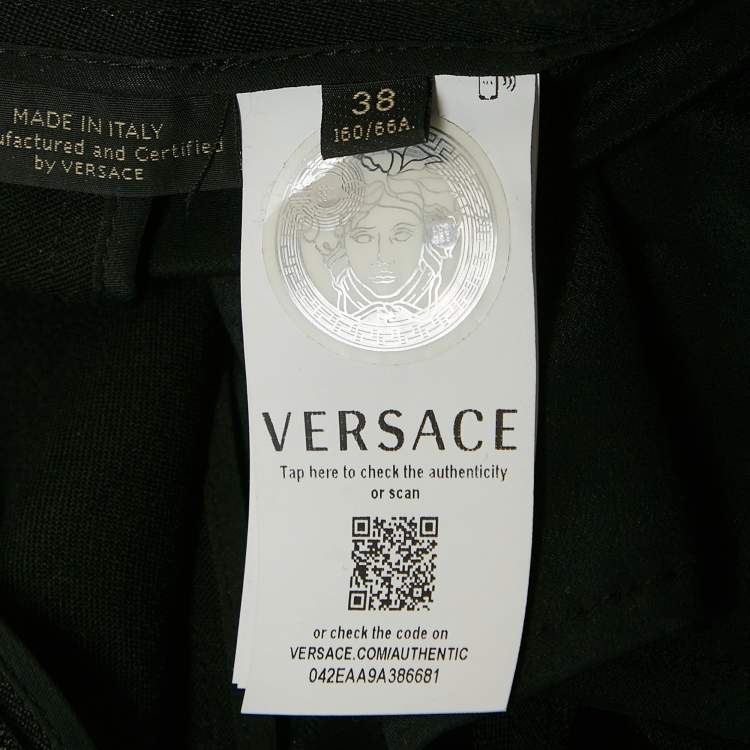 MADE IN ITALY
ufactured and Certified
by VERSACE
38
160/66A.
VERSACE
Tap here to check the authenticity
or scan
or check the code on
VERSACE.COM/AUTHENTIC
042EAA9A386681